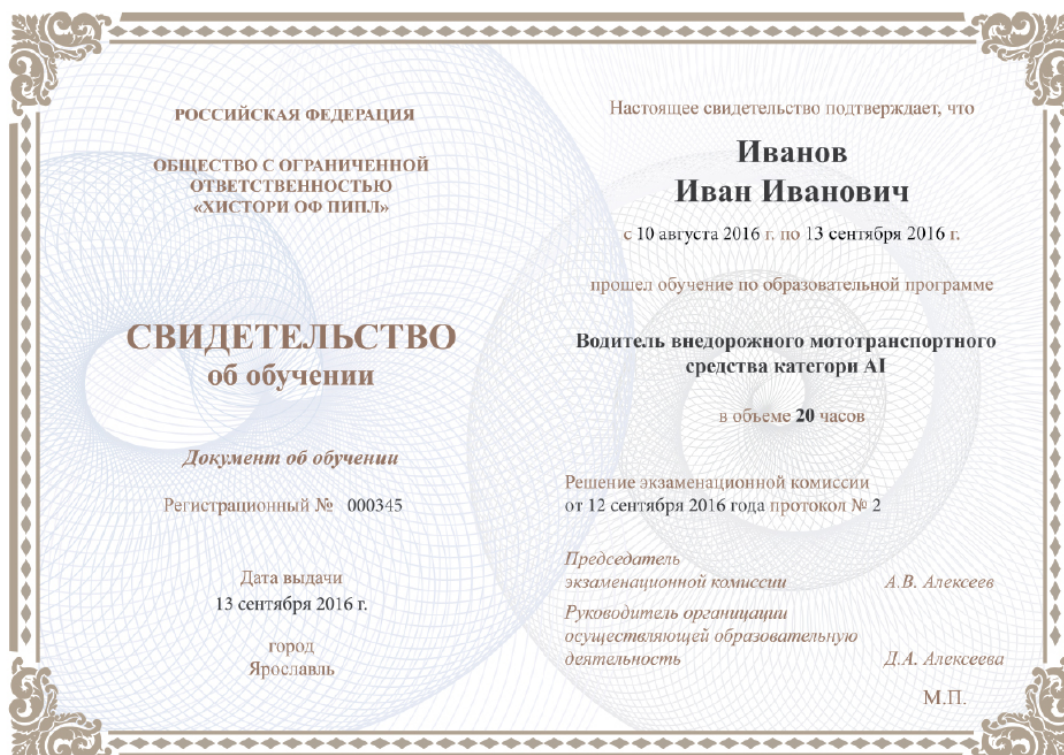 РОССИЙСКАЯ ФЕДЕРАЦИЯ
ОБЩЕСТВО С ОГРАНИЧЕННОЙ
ОТВЕТСТВЕННОСТЬЮ
«ХИСТОРИ ОФ ПИПЛ»
СВИДЕТЕЛЬСТВО
об обучении
Документ об обучении
Регистрационный № 000345
Дата выдачи
13 сентября 2016 г.
город
Ярославль
Настоящее свидетельство подтверждает, что
Иванов
Иван Иванович
с 10 августа 2016 г. по 13 сентября 2016 г.
прошел обучение по образовательной программе
Водитель внедорожного мототранспортного
средства категори АІ
в объеме 20 часов
Решение экзаменационной комиссии
от 12 сентября 2016 года протокол № 2
Председатель
экзаменационной комиссии А.В. Алексеев
Руководитель органицации
осуществляющей образовательную
деятельность Д.А. Алексеева
М.П.